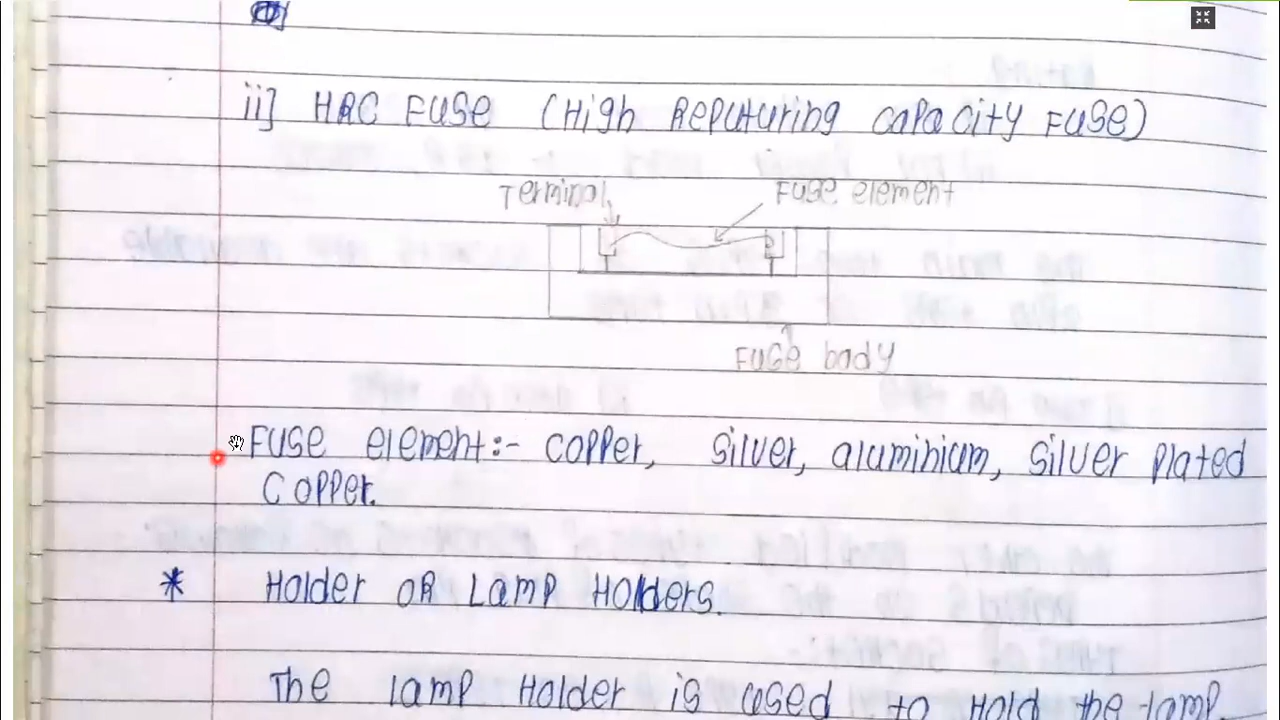 ii] HRC FUSE (High Reputuring capacity Fuse)
Terminal
Fuse element
Fuse body
Fuse element:- copper, silver, aluminium, silver plated
copper.
* Holder OR Lamp Holders.
The lamp Holder is used to hold the lamp.